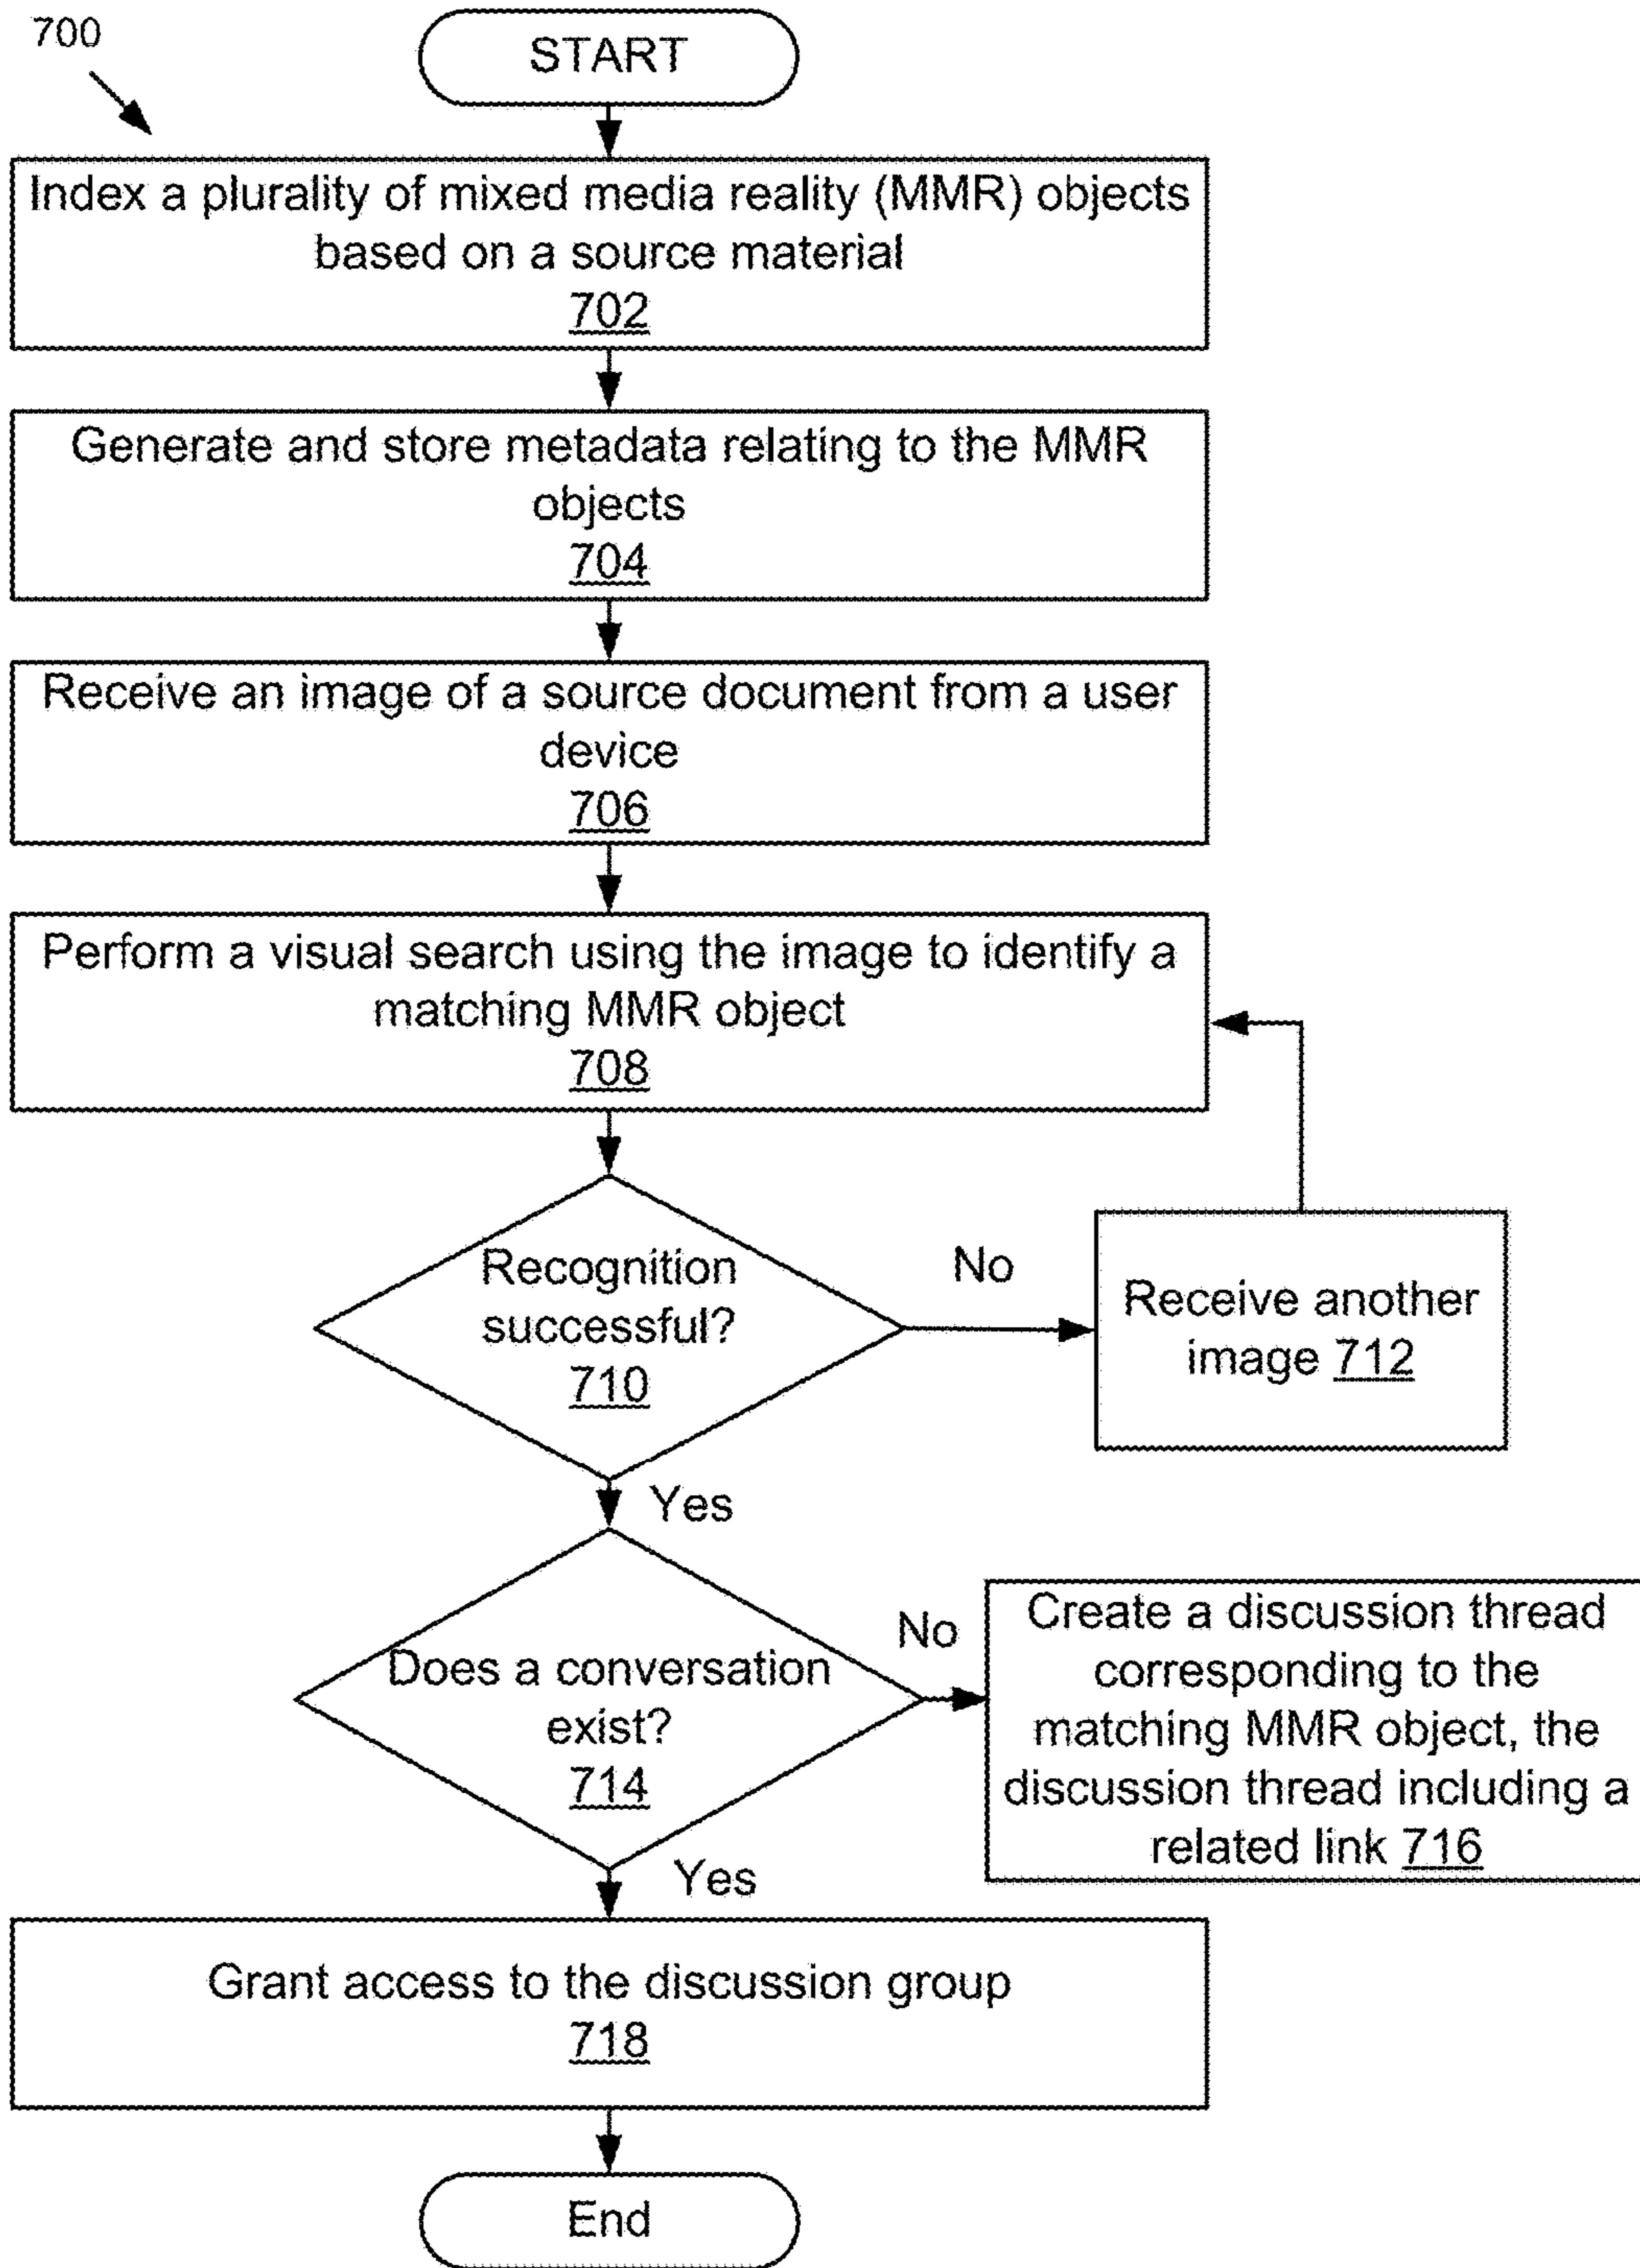 700
START
Index a plurality of mixed media reality (MMR) objects
based on a source material
702
Generate and store metadata relating to the MMR
objects
704
Receive an image of a source document from a user
device
706
Perform a visual search using the image to identify a
matching MMR object
708
Recognition
successful?
710
No
Receive another
image 712
Yes
Does a conversation
exist?
714
No
Create a discussion thread
corresponding to the
matching MMR object, the
discussion thread including a
related link 716
Yes
Grant access to the discussion group
718
End